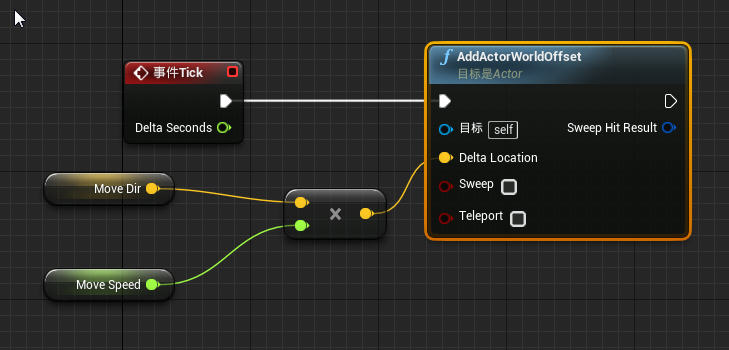 事件Tick
Delta Seconds
Move Dir
Move Speed
×
f AddActorWorldOffset
目标是Actor
目标 self
Sweep Hit Result
Delta Location
Sweep
Teleport